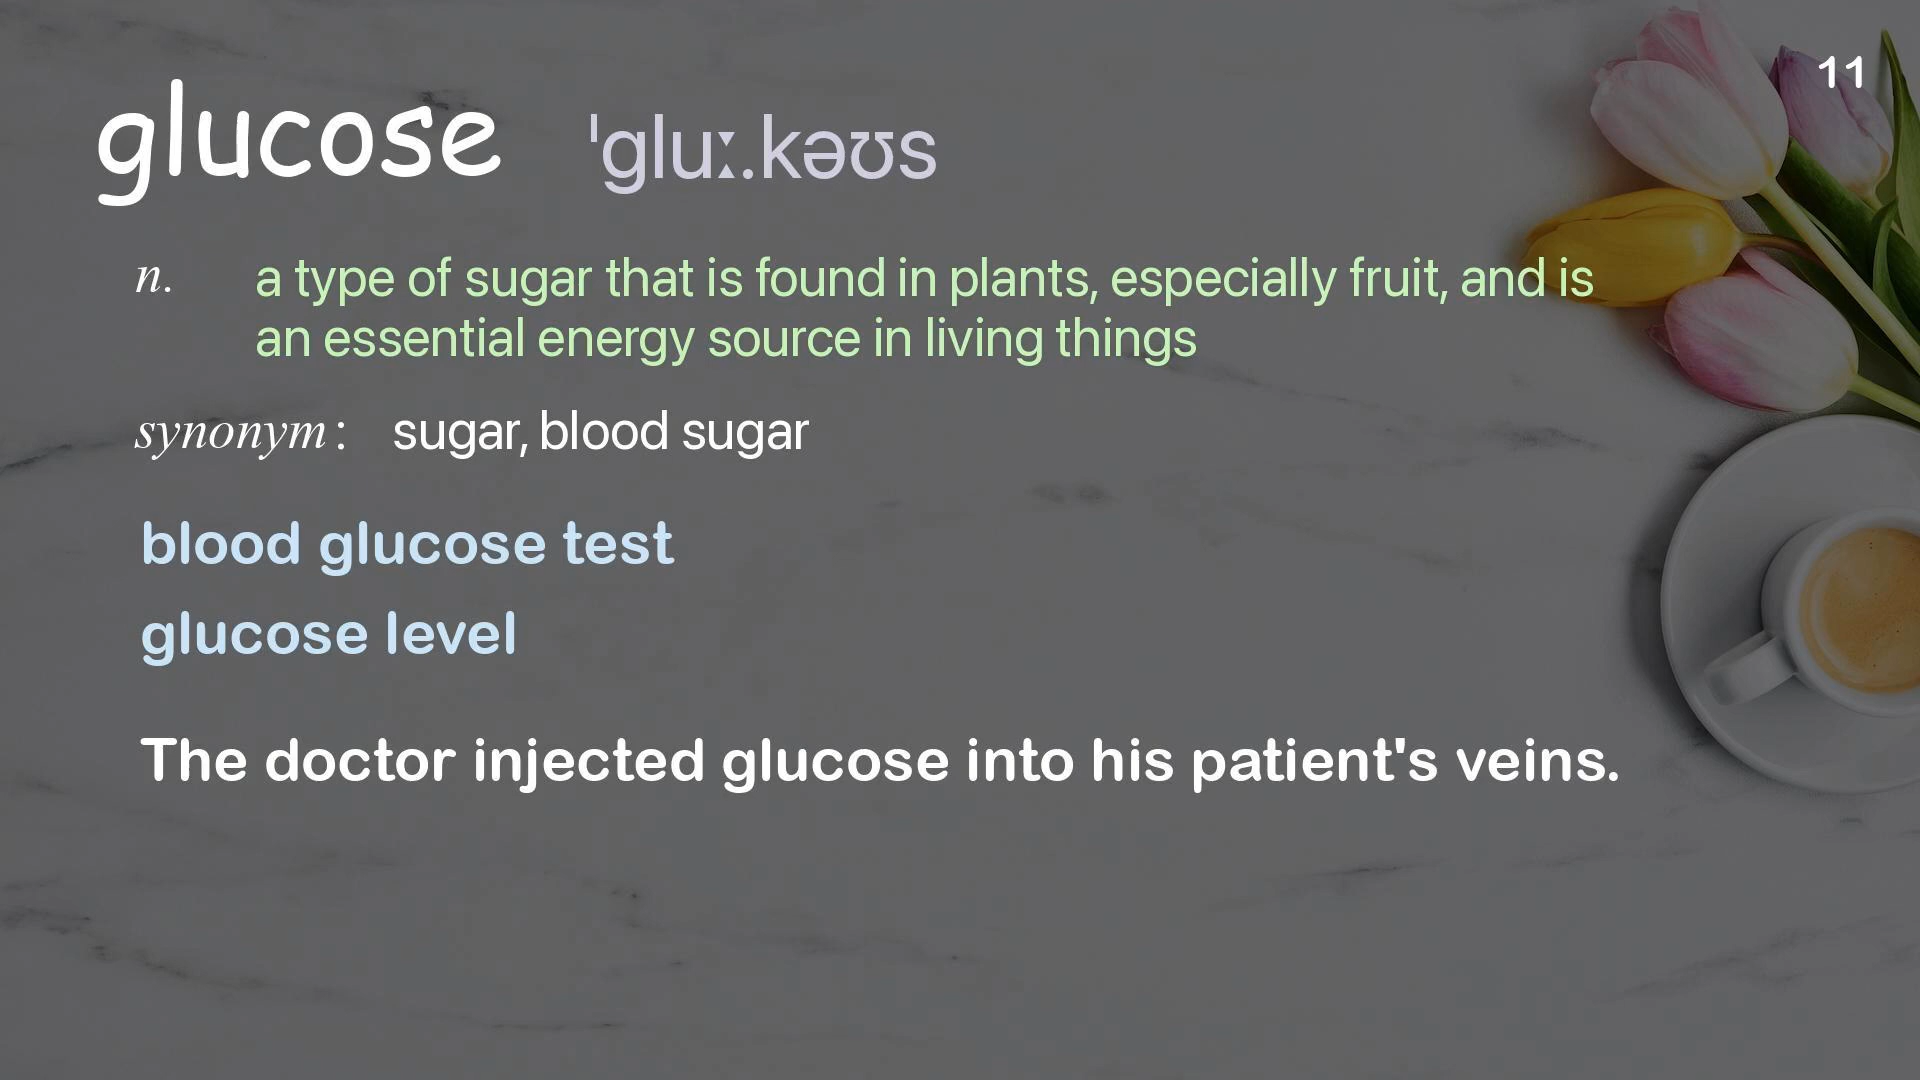 11
glucose ˈgluː.kəʊs
n. a type of sugar that is found in plants, especially fruit, and is
an essential energy source in living things
synonym: sugar, blood sugar
blood glucose test
glucose level
The doctor injected glucose into his patient's veins.